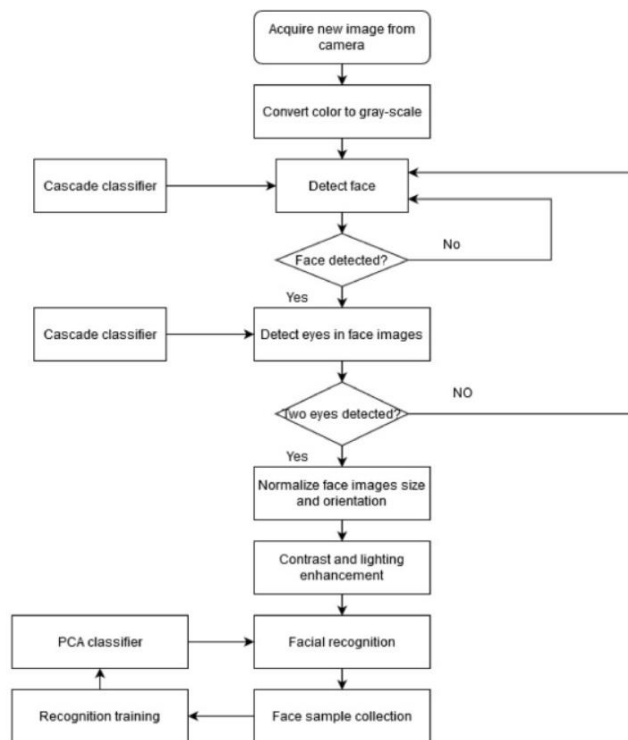 Acquire new image from
camera
Convert color to gray-scale
Cascade classifier
Detect face
No
Face detected?
Yes
Cascade classifier
Detect eyes in face images
Two eyes detected?
NO
Yes
Normalize face images size
and orientation
Contrast and lighting
enhancement
PCA classifier
Facial recognition
Recognition training
Face sample collection